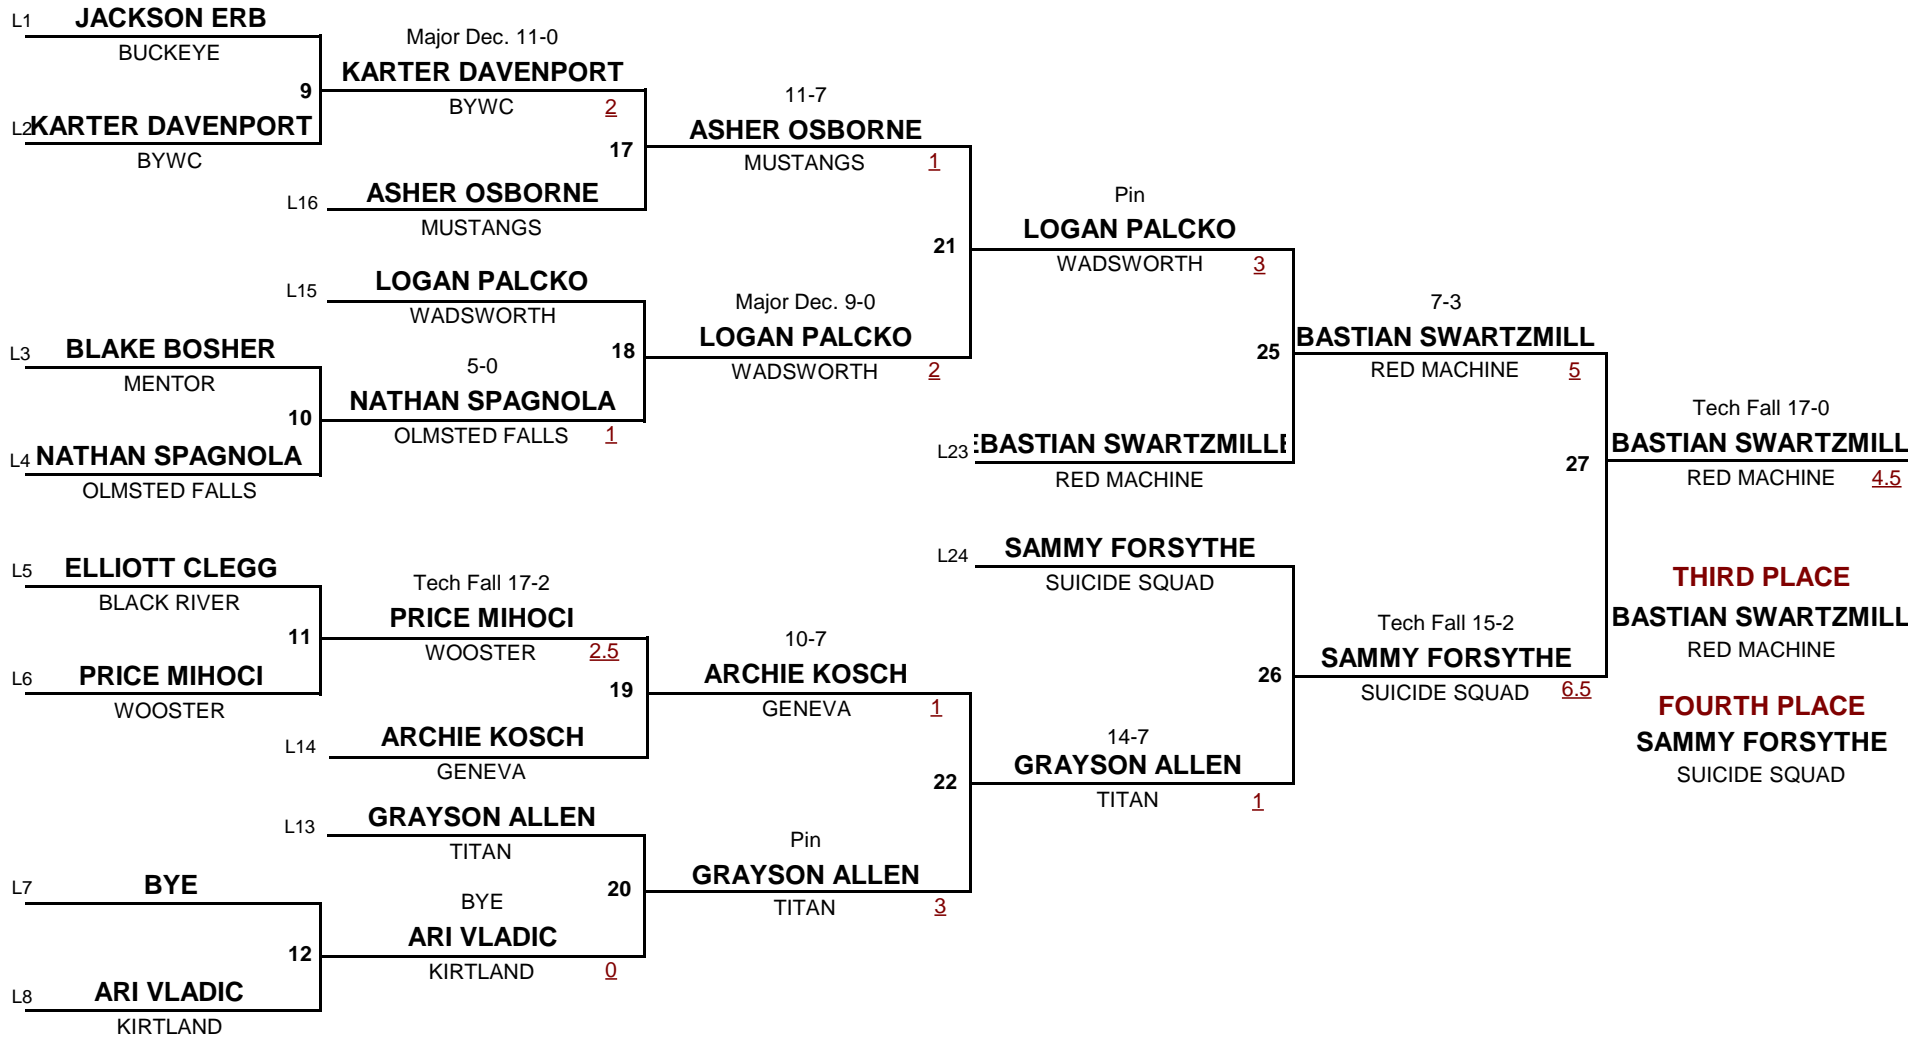 L1 JACKSON ERB
BUCKEYE
9
L2 KARTER DAVENPORT
BYWC
Major Dec. 11-0
KARTER DAVENPORT
BYWC 2
17
L16 ASHER OSBORNE
MUSTANGS
11-7
ASHER OSBORNE
MUSTANGS 1
21
L15 LOGAN PALCKO
WADSWORTH
18
L3 BLAKE BOSHER
MENTOR
10
L4 NATHAN SPAGNOLA
OLMSTED FALLS
5-0
NATHAN SPAGNOLA
OLMSTED FALLS 1
Major Dec. 9-0
LOGAN PALCKO
WADSWORTH 2
Pin
LOGAN PALCKO
WADSWORTH 3
25
L23 EBASTIAN SWARTZMILLE
RED MACHINE
7-3
BASTIAN SWARTZMILL
RED MACHINE 5
27
L5 ELLIOTT CLEGG
BLACK RIVER
11
L6 PRICE MIHOCI
WOOSTER
Tech Fall 17-2
PRICE MIHOCI
WOOSTER 2.5
19
L14 ARCHIE KOSCH
GENEVA
10-7
ARCHIE KOSCH
GENEVA 1
22
L13 GRAYSON ALLEN
TITAN
20
L7 BYE
12
L8 ARI VLADIC
KIRTLAND
BYE
ARI VLADIC
KIRTLAND 0
Pin
GRAYSON ALLEN
TITAN 3
14-7
GRAYSON ALLEN
TITAN 1
L24 SAMMY FORSYTHE
SUICIDE SQUAD
26
Tech Fall 15-2
SAMMY FORSYTHE
SUICIDE SQUAD 6.5
Tech Fall 17-0
BASTIAN SWARTZMILL
RED MACHINE 4.5
THIRD PLACE
BASTIAN SWARTZMILL
RED MACHINE
FOURTH PLACE
SAMMY FORSYTHE
SUICIDE SQUAD